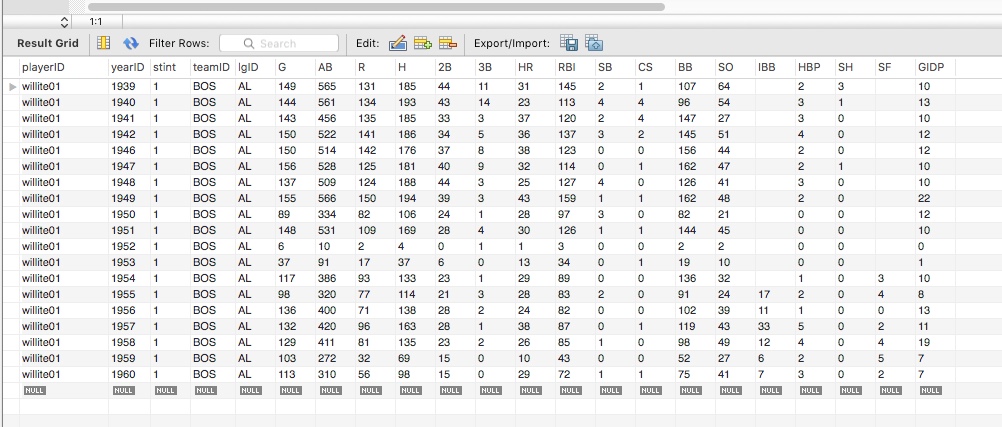 1:1
Result Grid Filter Rows: Search Edit: Export/Import:
playerID yearID stint teamID lgID G AB R H 2B 3B HR RBI SB CS BB SO IBB HBP SH SF GIDP
willite01 1939 1 BOS AL 149 565 131 185 44 11 31 145 2 1 107 64 2 3 10
willite01 1940 1 BOS AL 144 561 134 193 43 14 23 113 4 4 96 54 3 1 13
willite01 1941 1 BOS AL 143 456 135 185 33 3 37 120 2 4 147 27 3 0 10
willite01 1942 1 BOS AL 150 522 141 186 34 5 36 137 3 2 145 51 4 0 12
willite01 1946 1 BOS AL 150 514 142 176 37 8 38 123 0 0 156 44 2 0 12
willite01 1947 1 BOS AL 156 528 125 181 40 9 32 114 0 1 162 47 2 1 10
willite01 1948 1 BOS AL 137 509 124 188 44 3 25 127 4 0 126 41 3 0 10
willite01 1949 1 BOS AL 155 566 150 194 39 3 43 159 1 1 162 48 2 0 22
willite01 1950 1 BOS AL 89 334 82 106 24 1 28 97 3 0 82 21 0 0 12
willite01 1951 1 BOS AL 148 531 109 169 28 4 30 126 1 1 144 45 0 0 10
willite01 1952 1 BOS AL 6 10 2 4 0 1 1 3 0 0 2 2 0 0 0
willite01 1953 1 BOS AL 37 91 17 37 6 0 13 34 0 1 19 10 0 0 1
willite01 1954 1 BOS AL 117 386 93 133 23 1 29 89 0 0 136 32 1 0 3 10
willite01 1955 1 BOS AL 98 320 77 114 21 3 28 83 2 0 91 24 17 2 0 4 8
willite01 1956 1 BOS AL 136 400 71 138 28 2 24 82 0 0 102 39 11 1 0 0 13
willite01 1957 1 BOS AL 132 420 96 163 28 1 38 87 0 1 119 43 33 5 0 2 11
willite01 1958 1 BOS AL 129 411 81 135 23 2 26 85 1 0 98 49 12 4 0 4 19
willite01 1959 1 BOS AL 103 272 32 69 15 0 10 43 0 0 52 27 6 2 0 5 7
willite01 1960 1 BOS AL 113 310 56 98 15 0 29 72 1 1 75 41 7 3 0 2 7
NULL NULL NULL NULL NULL NULL NULL NULL NULL NULL NULL NULL NULL NULL NULL NULL NULL NULL NULL NULL NULL NULL